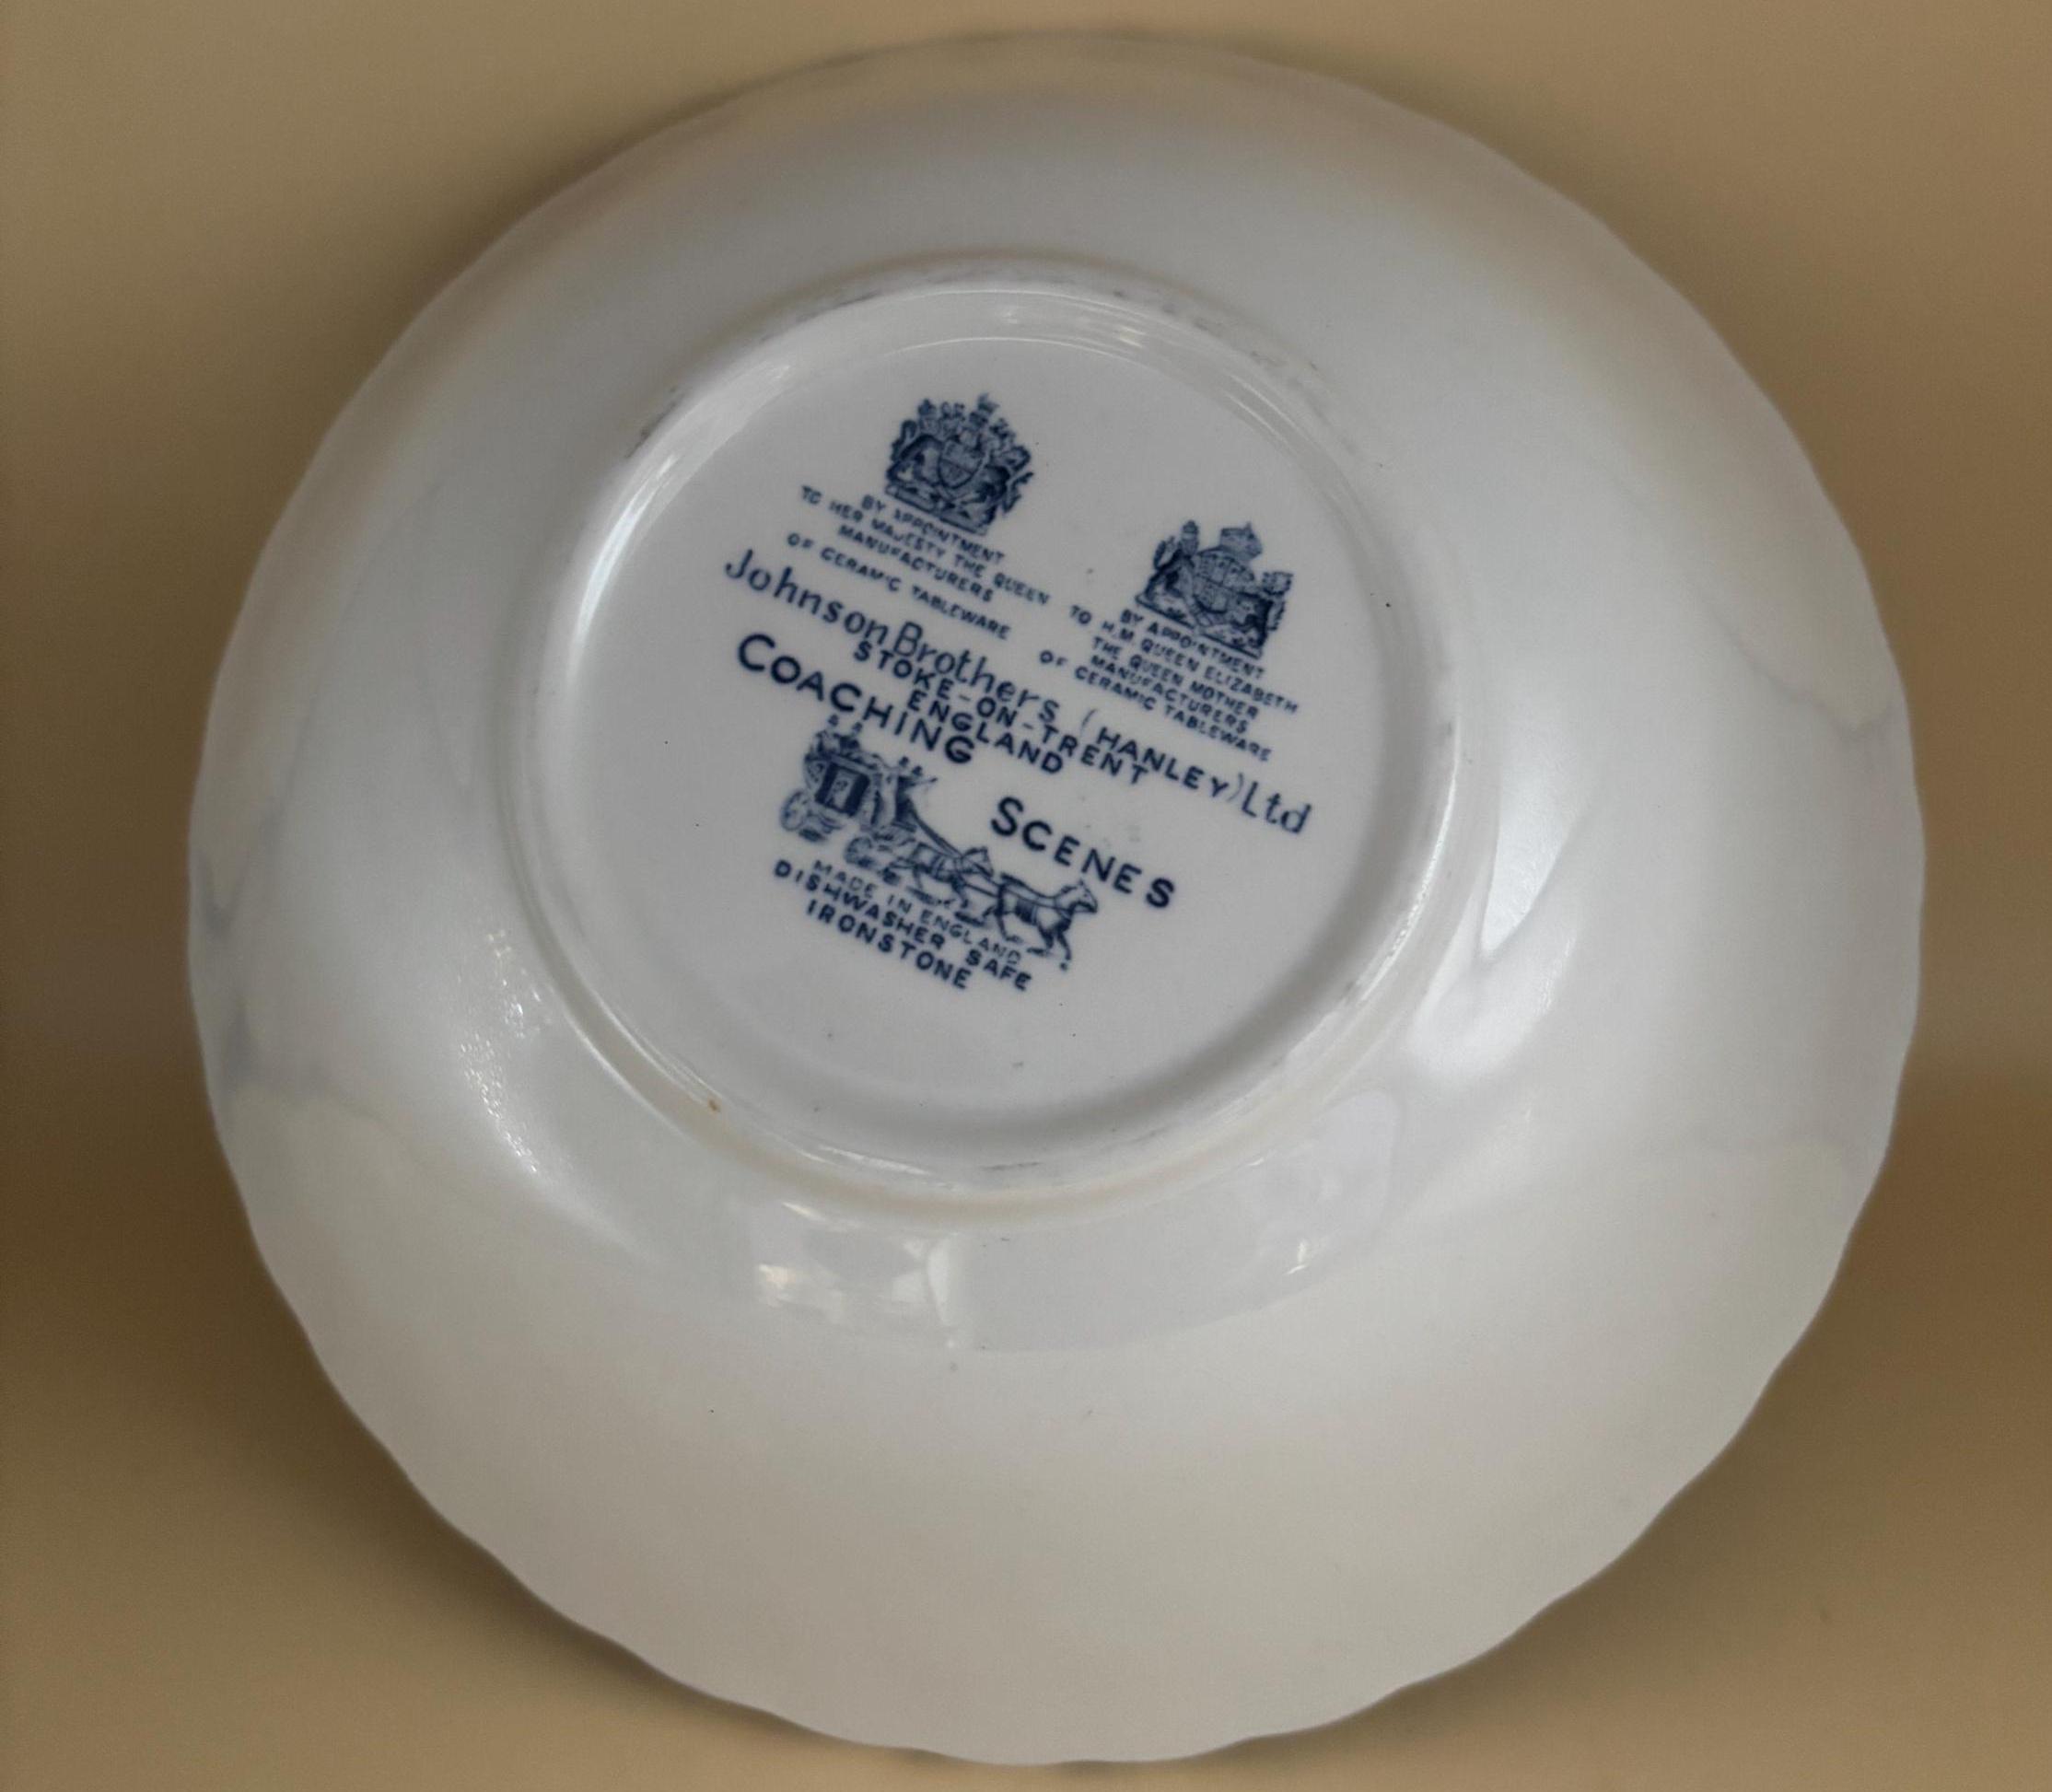 BY APPOINTMENT
TO HER MAJESTY THE QUEEN
MANUFACTURERS
OF CERAMIC TABLEWARE
BY APPOINTMENT
TO H.M. QUEEN ELIZABETH
THE QUEEN MOTHER
MANUFACTURERS
OF CERAMIC TABLEWARE
Johnson Brothers (HANLEY) Ltd
STOKE-ON-TRENT
ENGLAND
COACHING SCENES
MADE IN ENGLAND
DISHWASHER SAFE
IRONSTONE